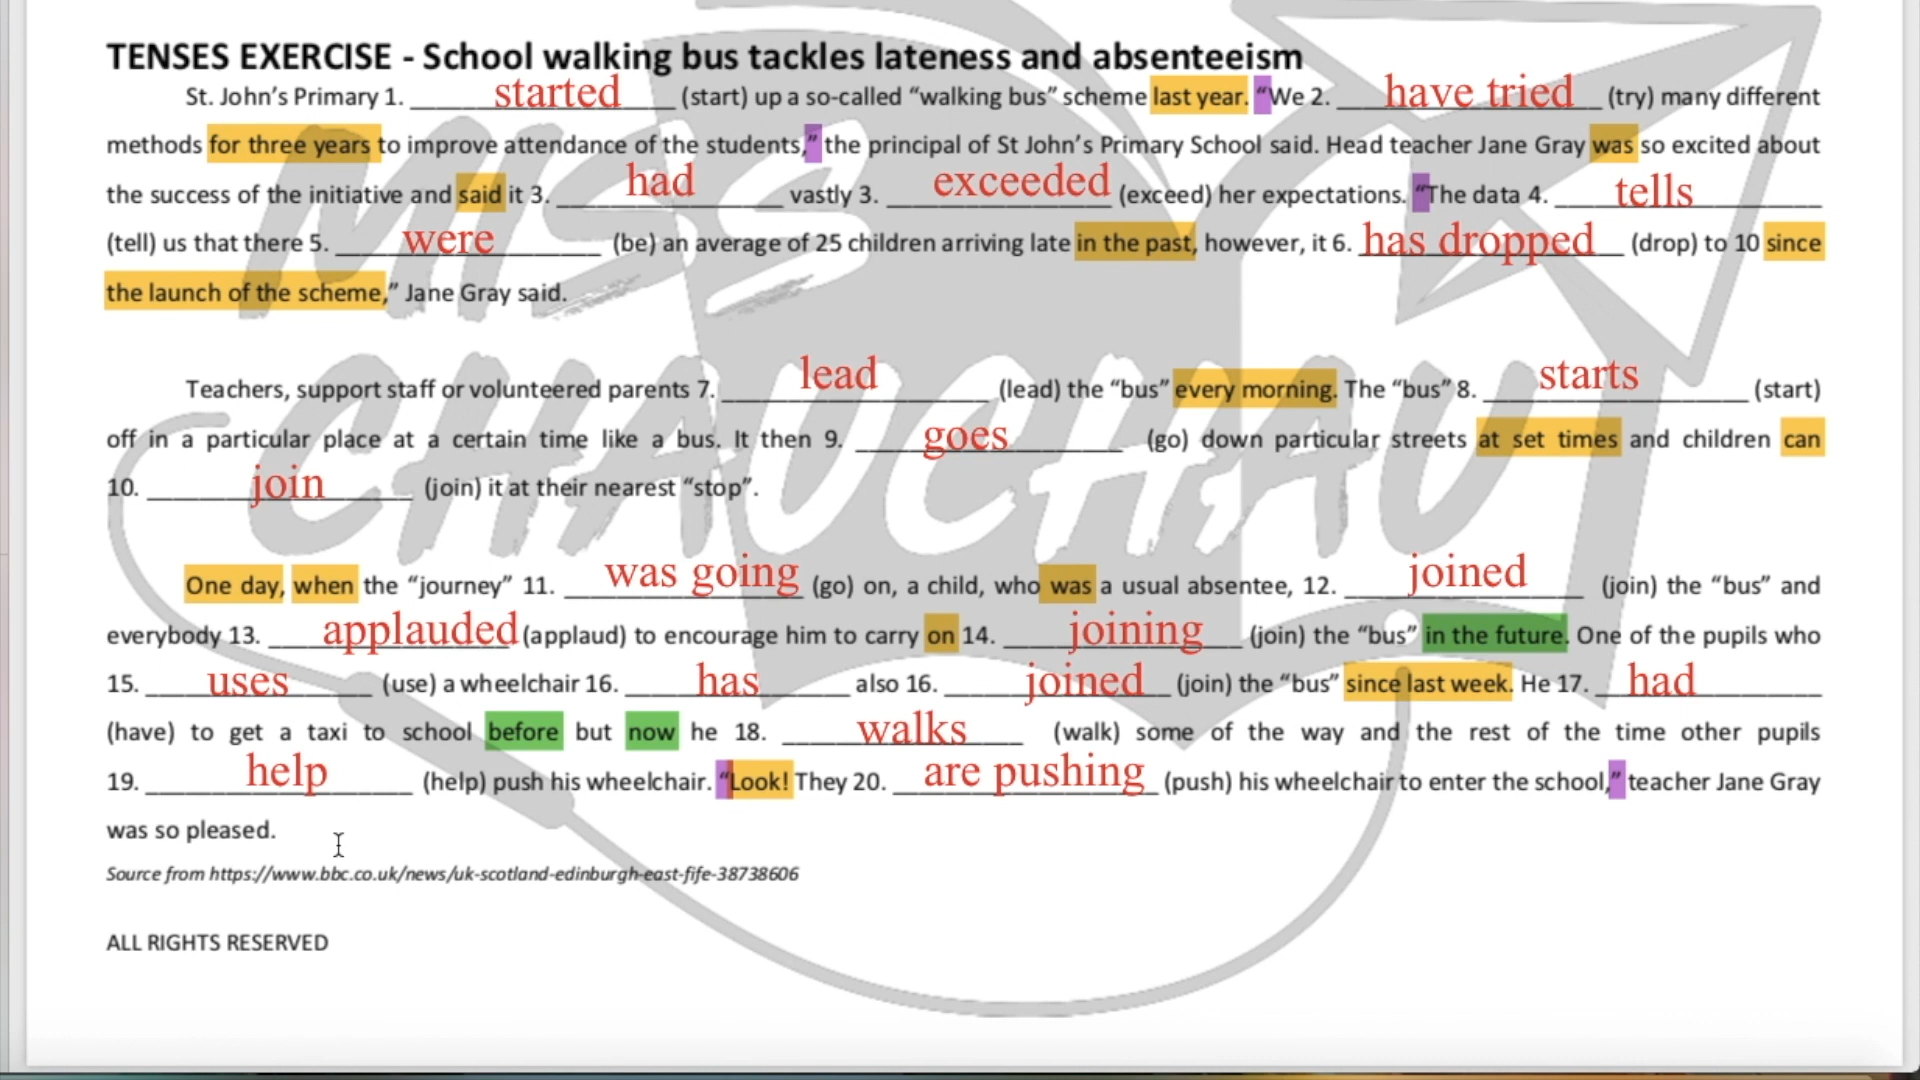 TENSES EXERCISE - School walking bus tackles lateness and absenteeism
St. John’s Primary 1. started (start) up a so-called “walking bus” scheme last year. “We 2. have tried (try) many different
methods for three years to improve attendance of the students,” the principal of St John’s Primary School said. Head teacher Jane Gray was so excited about
the success of the initiative and said it 3. had vastly 3. exceeded (exceed) her expectations. “The data 4. tells
(tell) us that there 5. were (be) an average of 25 children arriving late in the past, however, it 6. has dropped (drop) to 10 since
the launch of the scheme,” Jane Gray said.
Teachers, support staff or volunteered parents 7. lead (lead) the “bus” every morning. The “bus” 8. starts (start)
off in a particular place at a certain time like a bus. It then 9. goes (go) down particular streets at set times and children can
10. join (join) it at their nearest “stop”.
One day, when the “journey” 11. was going (go) on, a child, who was a usual absentee, 12. joined (join) the “bus” and
everybody 13. applauded (applaud) to encourage him to carry on 14. joining (join) the “bus” in the future. One of the pupils who
15. uses (use) a wheelchair 16. has also 16. joined (join) the “bus” since last week. He 17. had
(have) to get a taxi to school before but now he 18. walks (walk) some of the way and the rest of the time other pupils
19. help (help) push his wheelchair. “Look! They 20. are pushing (push) his wheelchair to enter the school,” teacher Jane Gray
was so pleased.
Source from https://www.bbc.co.uk/news/uk-scotland-edinburgh-east-fife-38738606
ALL RIGHTS RESERVED
MISS
CHAUCHAU